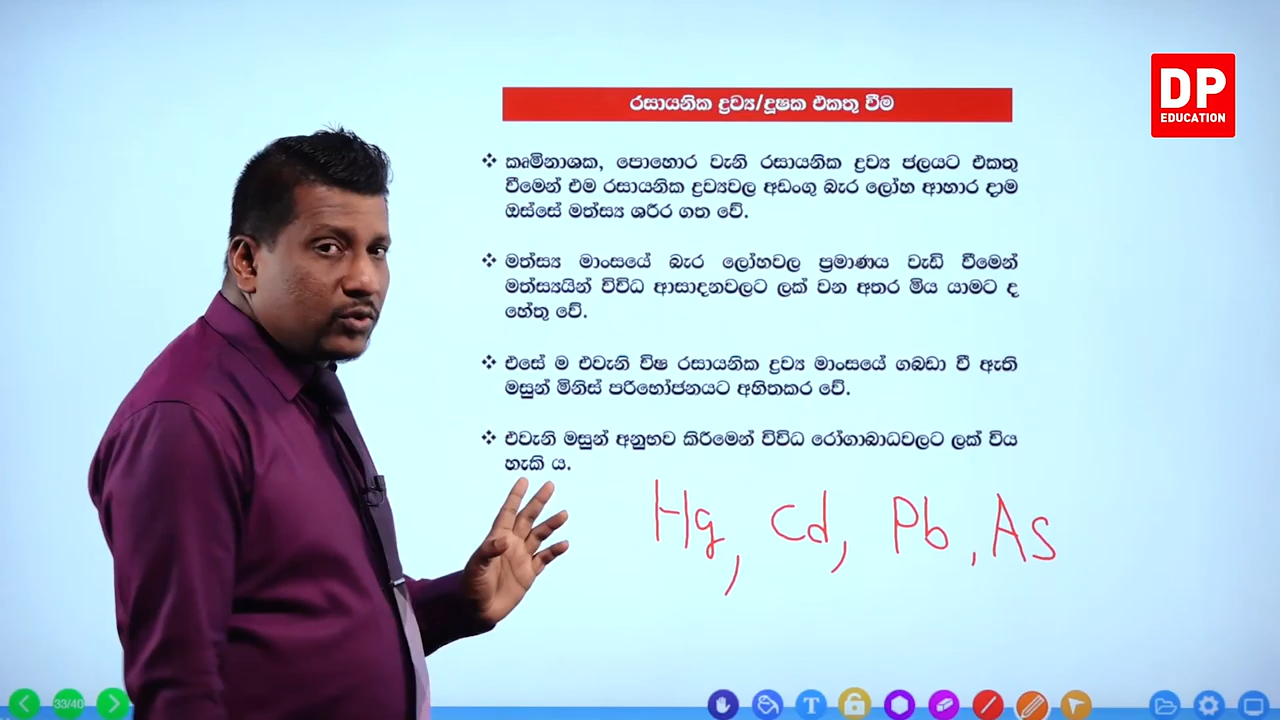 DP
EDUCATION
රසායනික ද්‍රව්‍ය/දූෂක එකතු වීම
❖ කෘමිනාශක, පොහොර වැනි රසායනික ද්‍රව්‍ය ජලයට එකතු
වීමෙන් එම රසායනික ද්‍රව්‍යවල අඩංගු බැර ලෝහ ආහාර දාම
ඔස්සේ මත්ස්‍ය ශරීර ගත වේ.
❖ මත්ස්‍ය මාංසයේ බැර ලෝහවල ප්‍රමාණය වැඩි වීමෙන්
මත්ස්‍යයින් විවිධ ආසාදනවලට ලක් වන අතර මිය යාමට ද
හේතු වේ.
❖ එසේ ම එවැනි විෂ රසායනික ද්‍රව්‍ය මාංසයේ ගබඩා වී ඇති
මසුන් මිනිස් පරිභෝජනයට අහිතකර වේ.
❖ එවැනි මසුන් අනුභව කිරීමෙන් විවිධ රෝගාබාධවලට ලක් විය
හැකි ය.
Hg, Cd, Pb, As
33/40
T